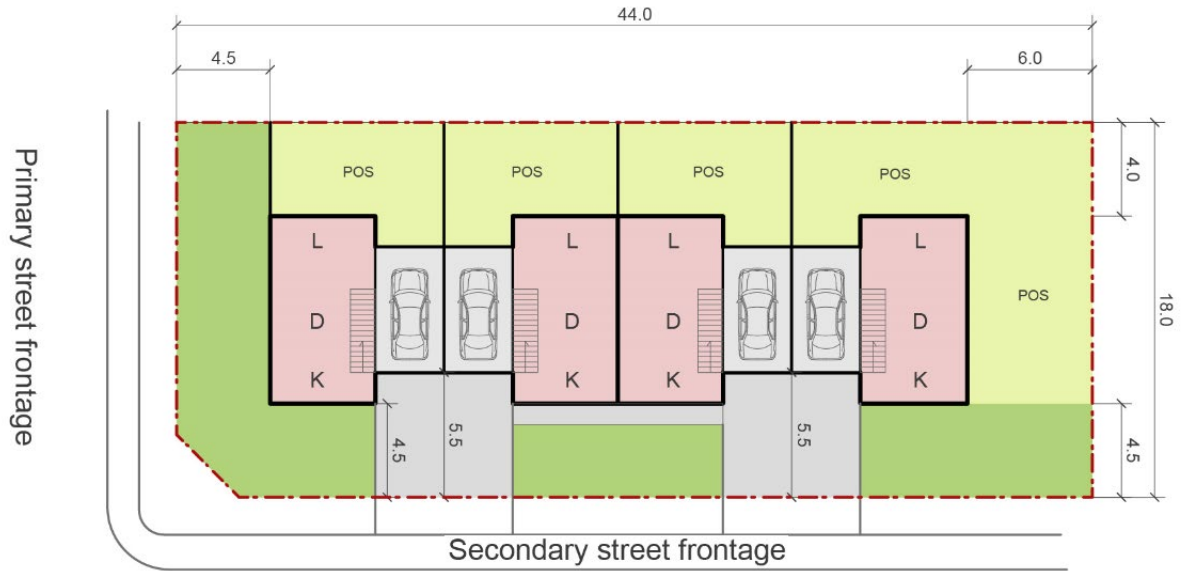 44.0
4.5
6.0
Primary street frontage
POS
POS
POS
POS
4.0
L
L
L
L
POS
18.0
D
D
D
D
K
K
K
K
4.5
5.5
5.5
4.5
Secondary street frontage